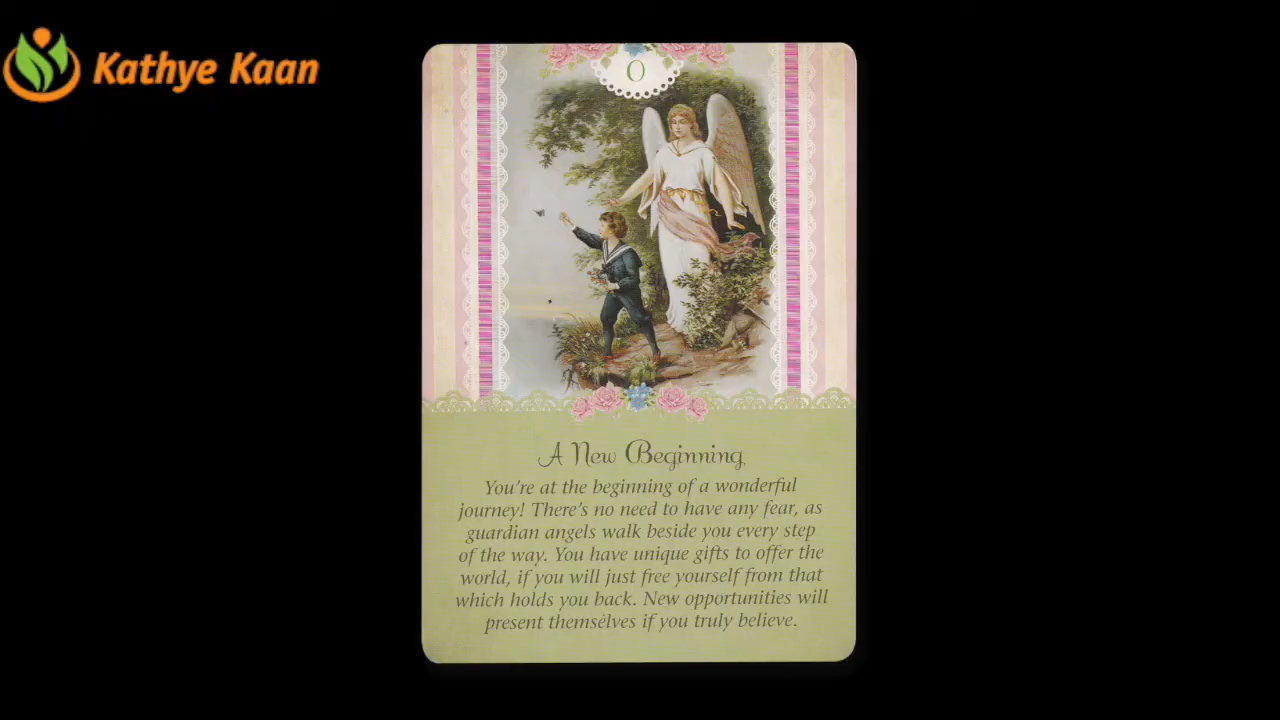 Kathye Kaan
0
A New Beginning
You're at the beginning of a wonderful
journey! There's no need to have any fear, as
guardian angels walk beside you every step
of the way. You have unique gifts to offer the
world, if you will just free yourself from that
which holds you back. New opportunities will
present themselves if you truly believe.